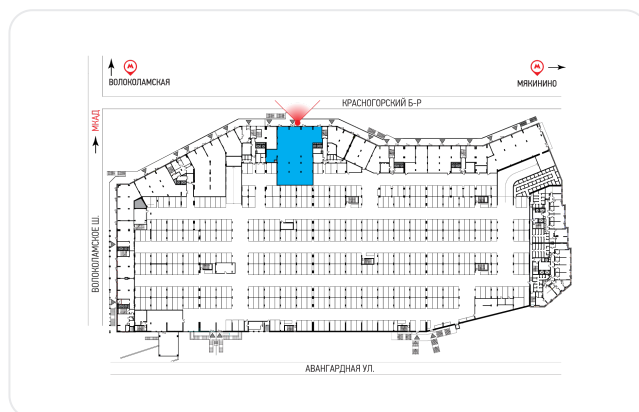 М
ВОЛОКОЛАМСКАЯ
М
МЯКИНИНО
КРАСНОГОРСКИЙ Б-Р
МКАД
ВОЛОКОЛАМСКОЕ Ш.
АВАНГАРДНАЯ УЛ.